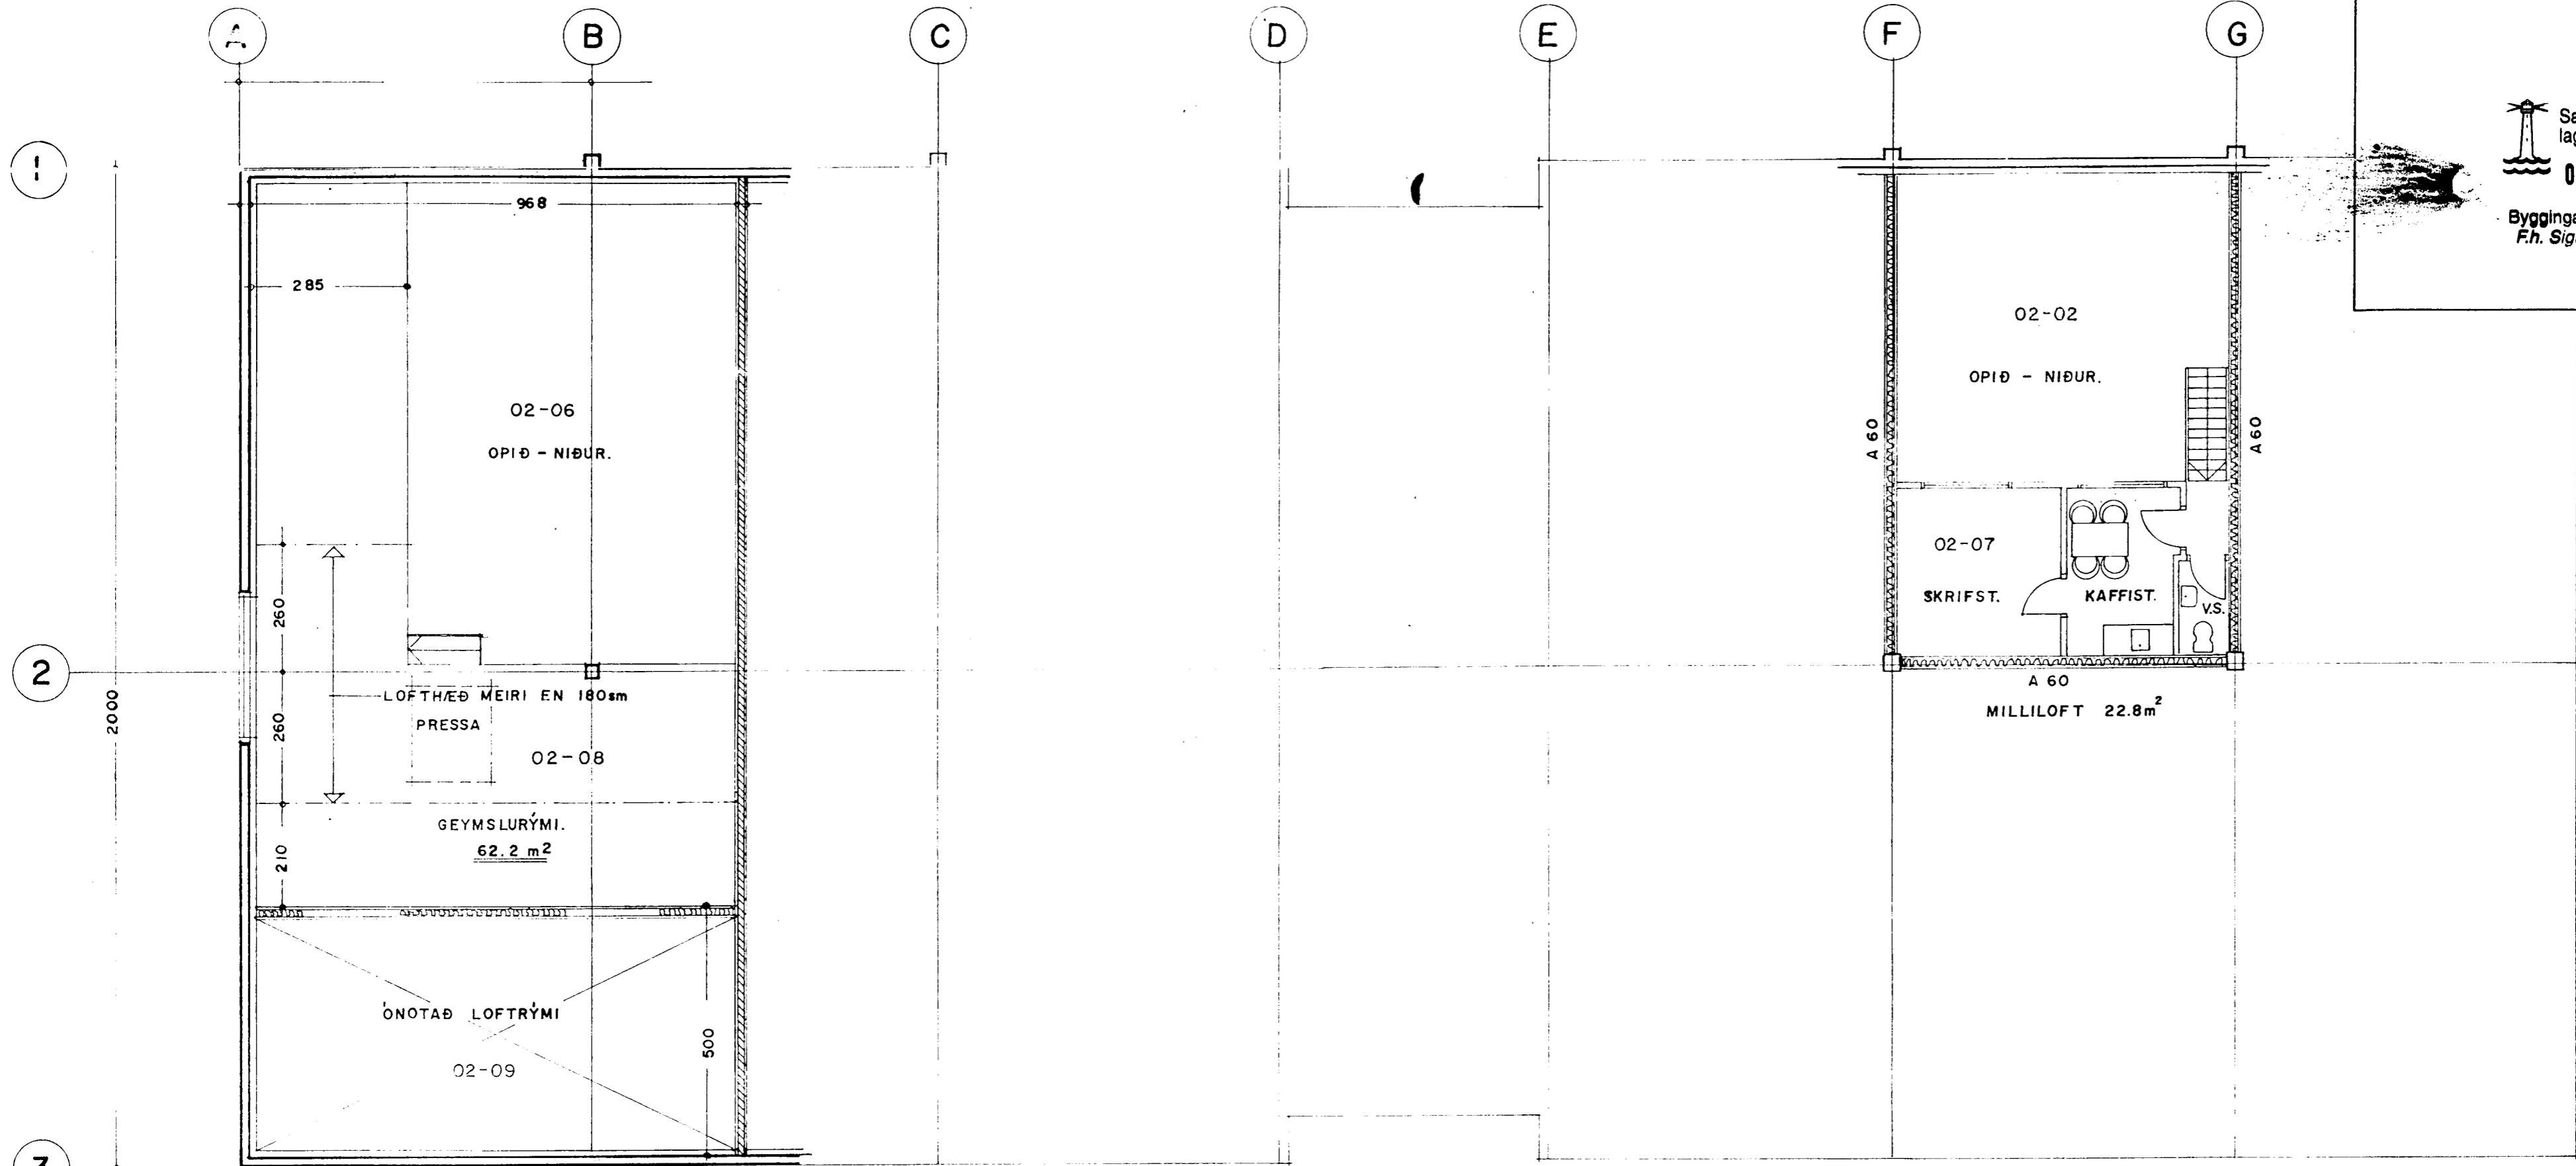 A
B
C
D
E
F
G
1
968
285
02-06
OPIÐ - NIÐUR.
260
2
2000
LOFTHÆÐ MEIRI EN 180sm
PRESSA
260
02-08
GEYMSLURÝMI.
62.2 m²
210
ÓNOTAÐ LOFTRÝMI
02-09
500
3
02-02
OPIÐ - NIÐUR.
A 60
A 60
02-07
SKRIFST.
KAFFIST.
V.S.
A 60
MILLILOFT 22.8m²
F.h.